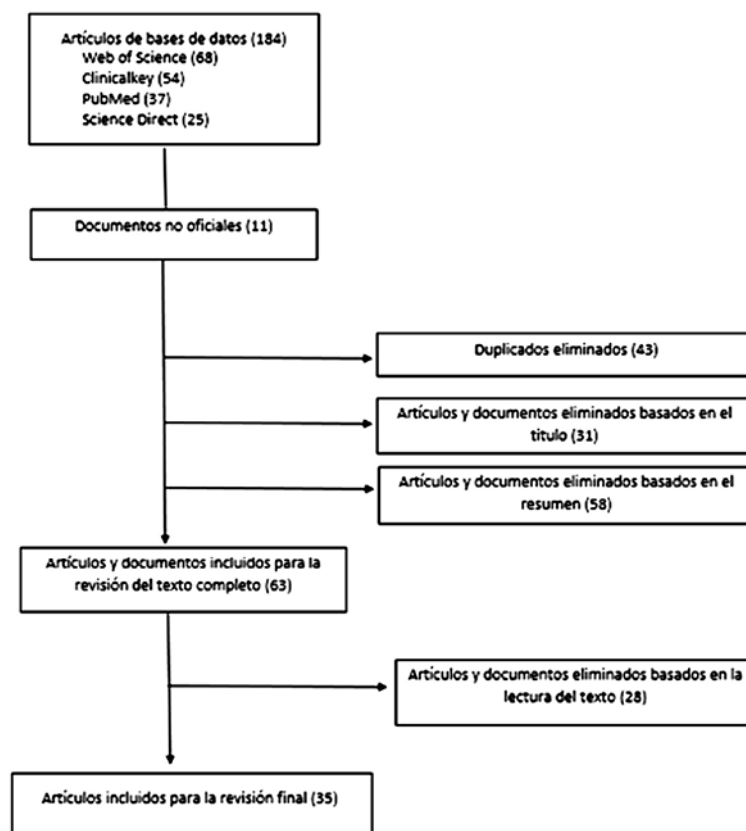 Artículos de bases de datos (184)
Web of Science (68)
Clinicalkey (54)
PubMed (37)
Science Direct (25)
Documentos no oficiales (11)
Duplicados eliminados (43)
Artículos y documentos eliminados basados en el
titulo (31)
Artículos y documentos eliminados basados en el
resumen (58)
Artículos y documentos incluidos para la
revisión del texto completo (63)
Artículos y documentos eliminados basados en la
lectura del texto (28)
Artículos incluidos para la revisión final (35)